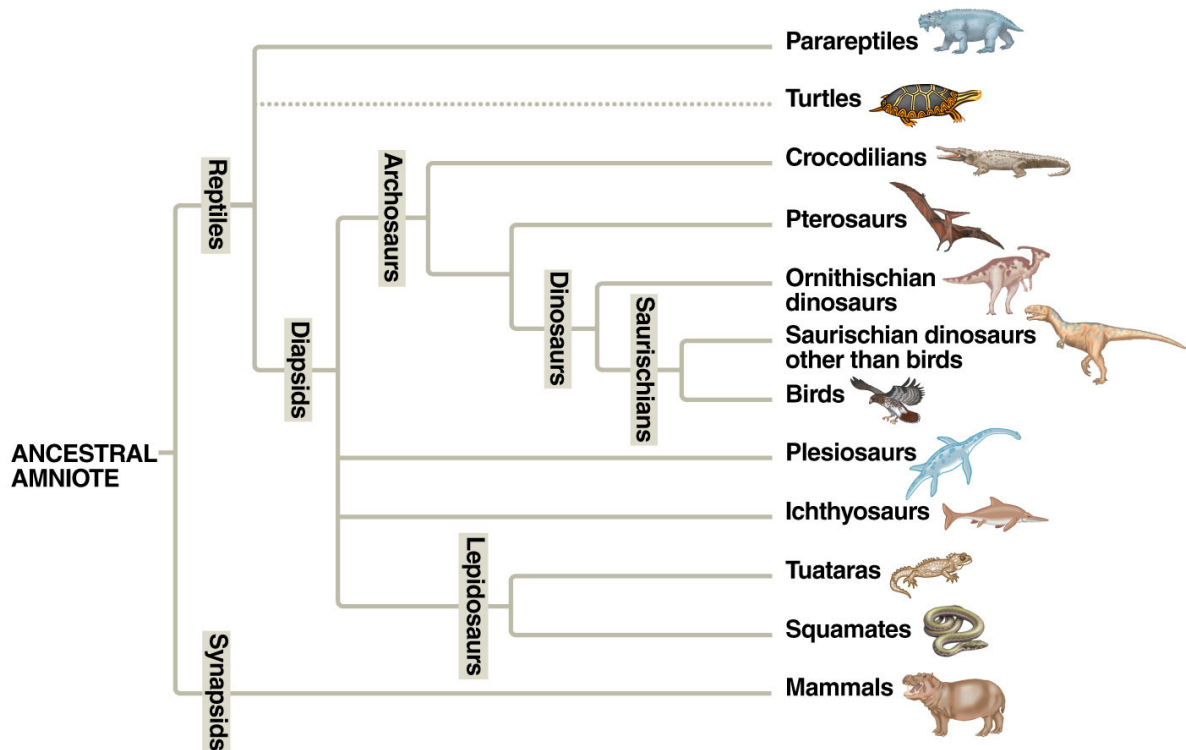 Parareptiles
Turtles
Crocodilians
Pterosaurs
Ornithischian
dinosaurs
Saurischian dinosaurs
other than birds
Birds
Plesiosaurs
Ichthyosaurs
Tuataras
Squamates
Mammals
Reptiles
Archosaurs
Dinosaurs
Saurischians
Diapsids
Lepidosaurs
Synapsids
ANCESTRAL
AMNIOTE